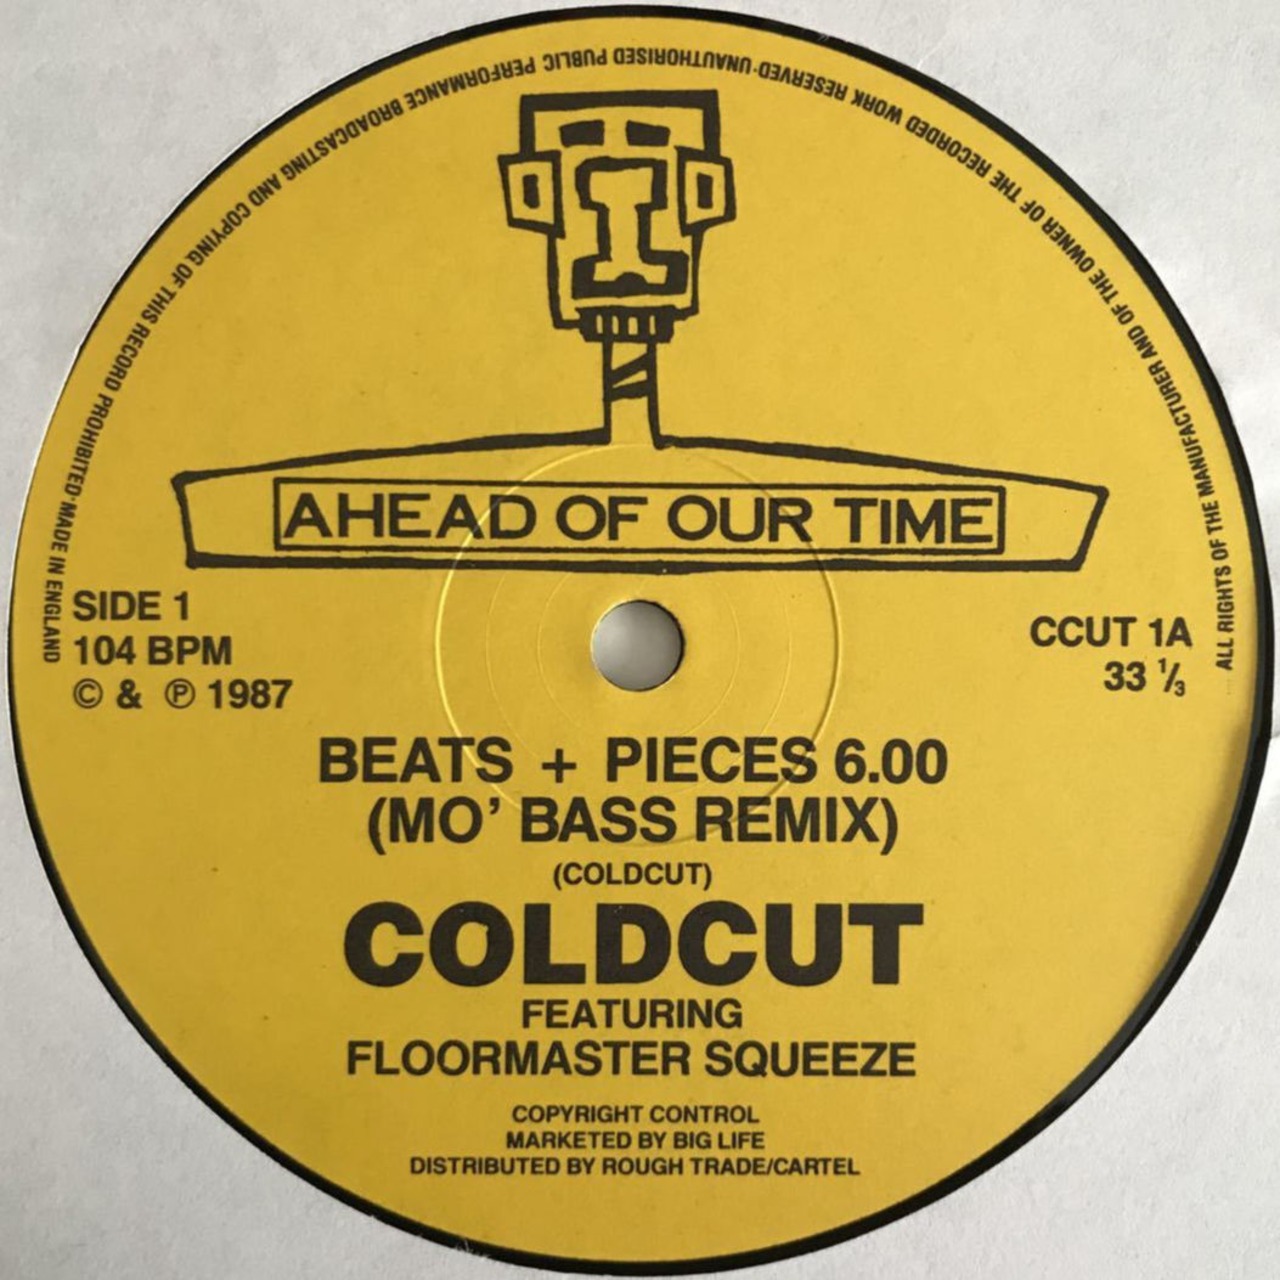 ALL RIGHTS OF THE MANUFACTURER AND OF THE OWNER OF THE RECORDED WORK RESERVED·UNAUTHORISED PUBLIC PERFORMANCE BROADCASTING AND COPYING OF THIS RECORD PROHIBITED·MADE IN ENGLAND
AHEAD OF OUR TIME
SIDE 1
104 BPM
© & ℗ 1987
CCUT 1A
33 ⅓
BEATS + PIECES 6.00
(MO' BASS REMIX)
(COLDCUT)
COLDCUT
FEATURING
FLOORMASTER SQUEEZE
COPYRIGHT CONTROL
MARKETED BY BIG LIFE
DISTRIBUTED BY ROUGH TRADE/CARTEL